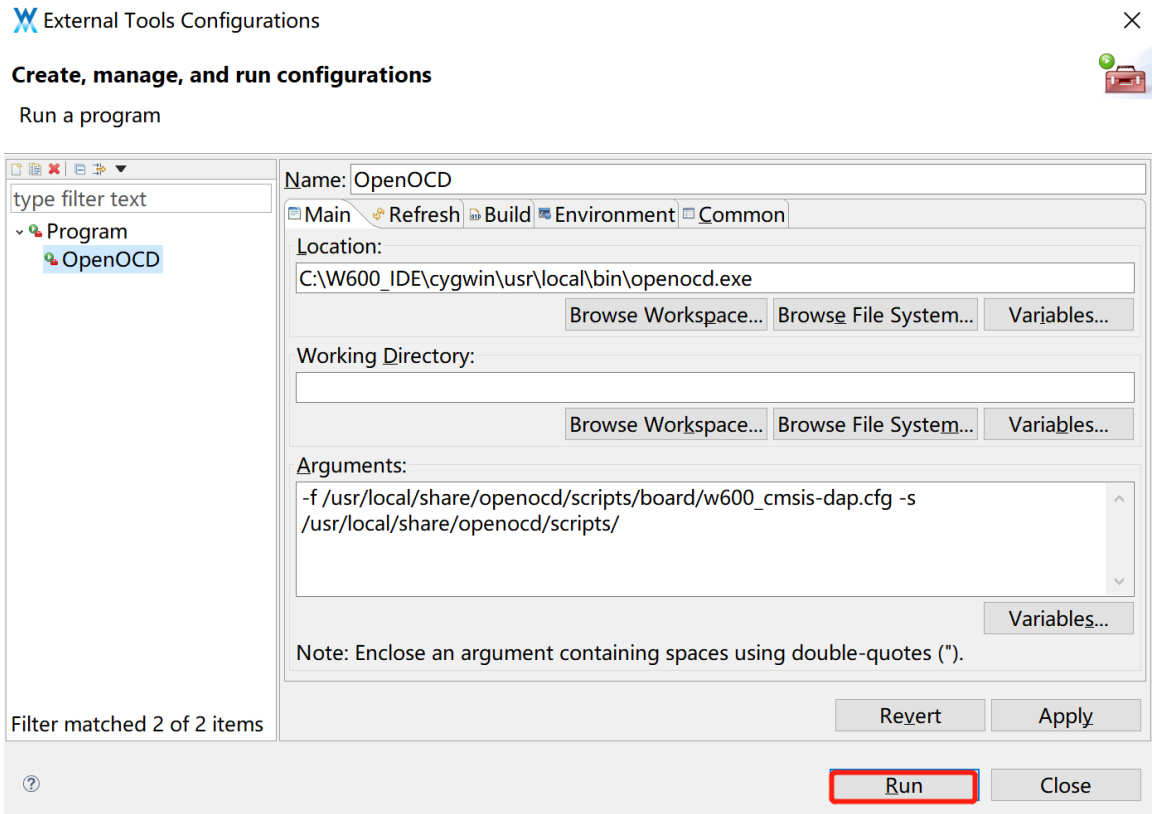 External Tools Configurations
Create, manage, and run configurations
Run a program
type filter text
Program
OpenOCD
Filter matched 2 of 2 items
Name: OpenOCD
Main Refresh Build Environment Common
Location:
C:\W600_IDE\cygwin\usr\local\bin\openocd.exe
Browse Workspace... Browse File System... Variables...
Working Directory:
Browse Workspace... Browse File System... Variables...
Arguments:
-f /usr/local/share/openocd/scripts/board/w600_cmsis-dap.cfg -s
/usr/local/share/openocd/scripts/
Variables...
Note: Enclose an argument containing spaces using double-quotes (").
Revert Apply
Run Close